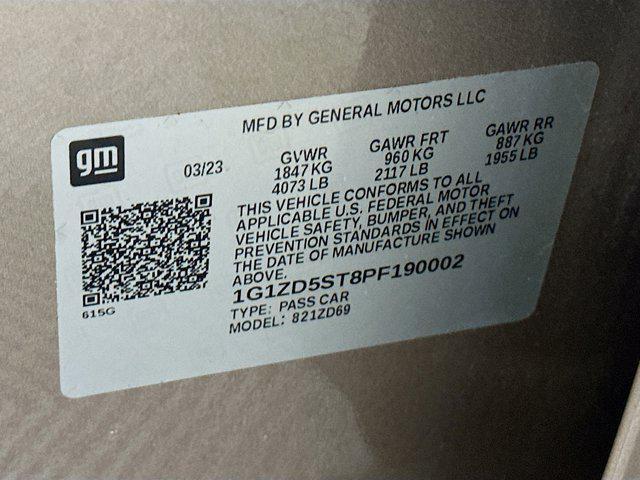 MFD BY GENERAL MOTORS LLC
gm
03/23
GVWR
1847 KG
4073 LB
GAWR FRT
960 KG
2117 LB
GAWR RR
887 KG
1955 LB
THIS VEHICLE CONFORMS TO ALL
APPLICABLE U.S. FEDERAL MOTOR
VEHICLE SAFETY, BUMPER, AND THEFT
PREVENTION STANDARDS IN EFFECT ON
THE DATE OF MANUFACTURE SHOWN
ABOVE.
1G1ZD5ST8PF190002
TYPE: PASS CAR
MODEL: 821ZD69
615G